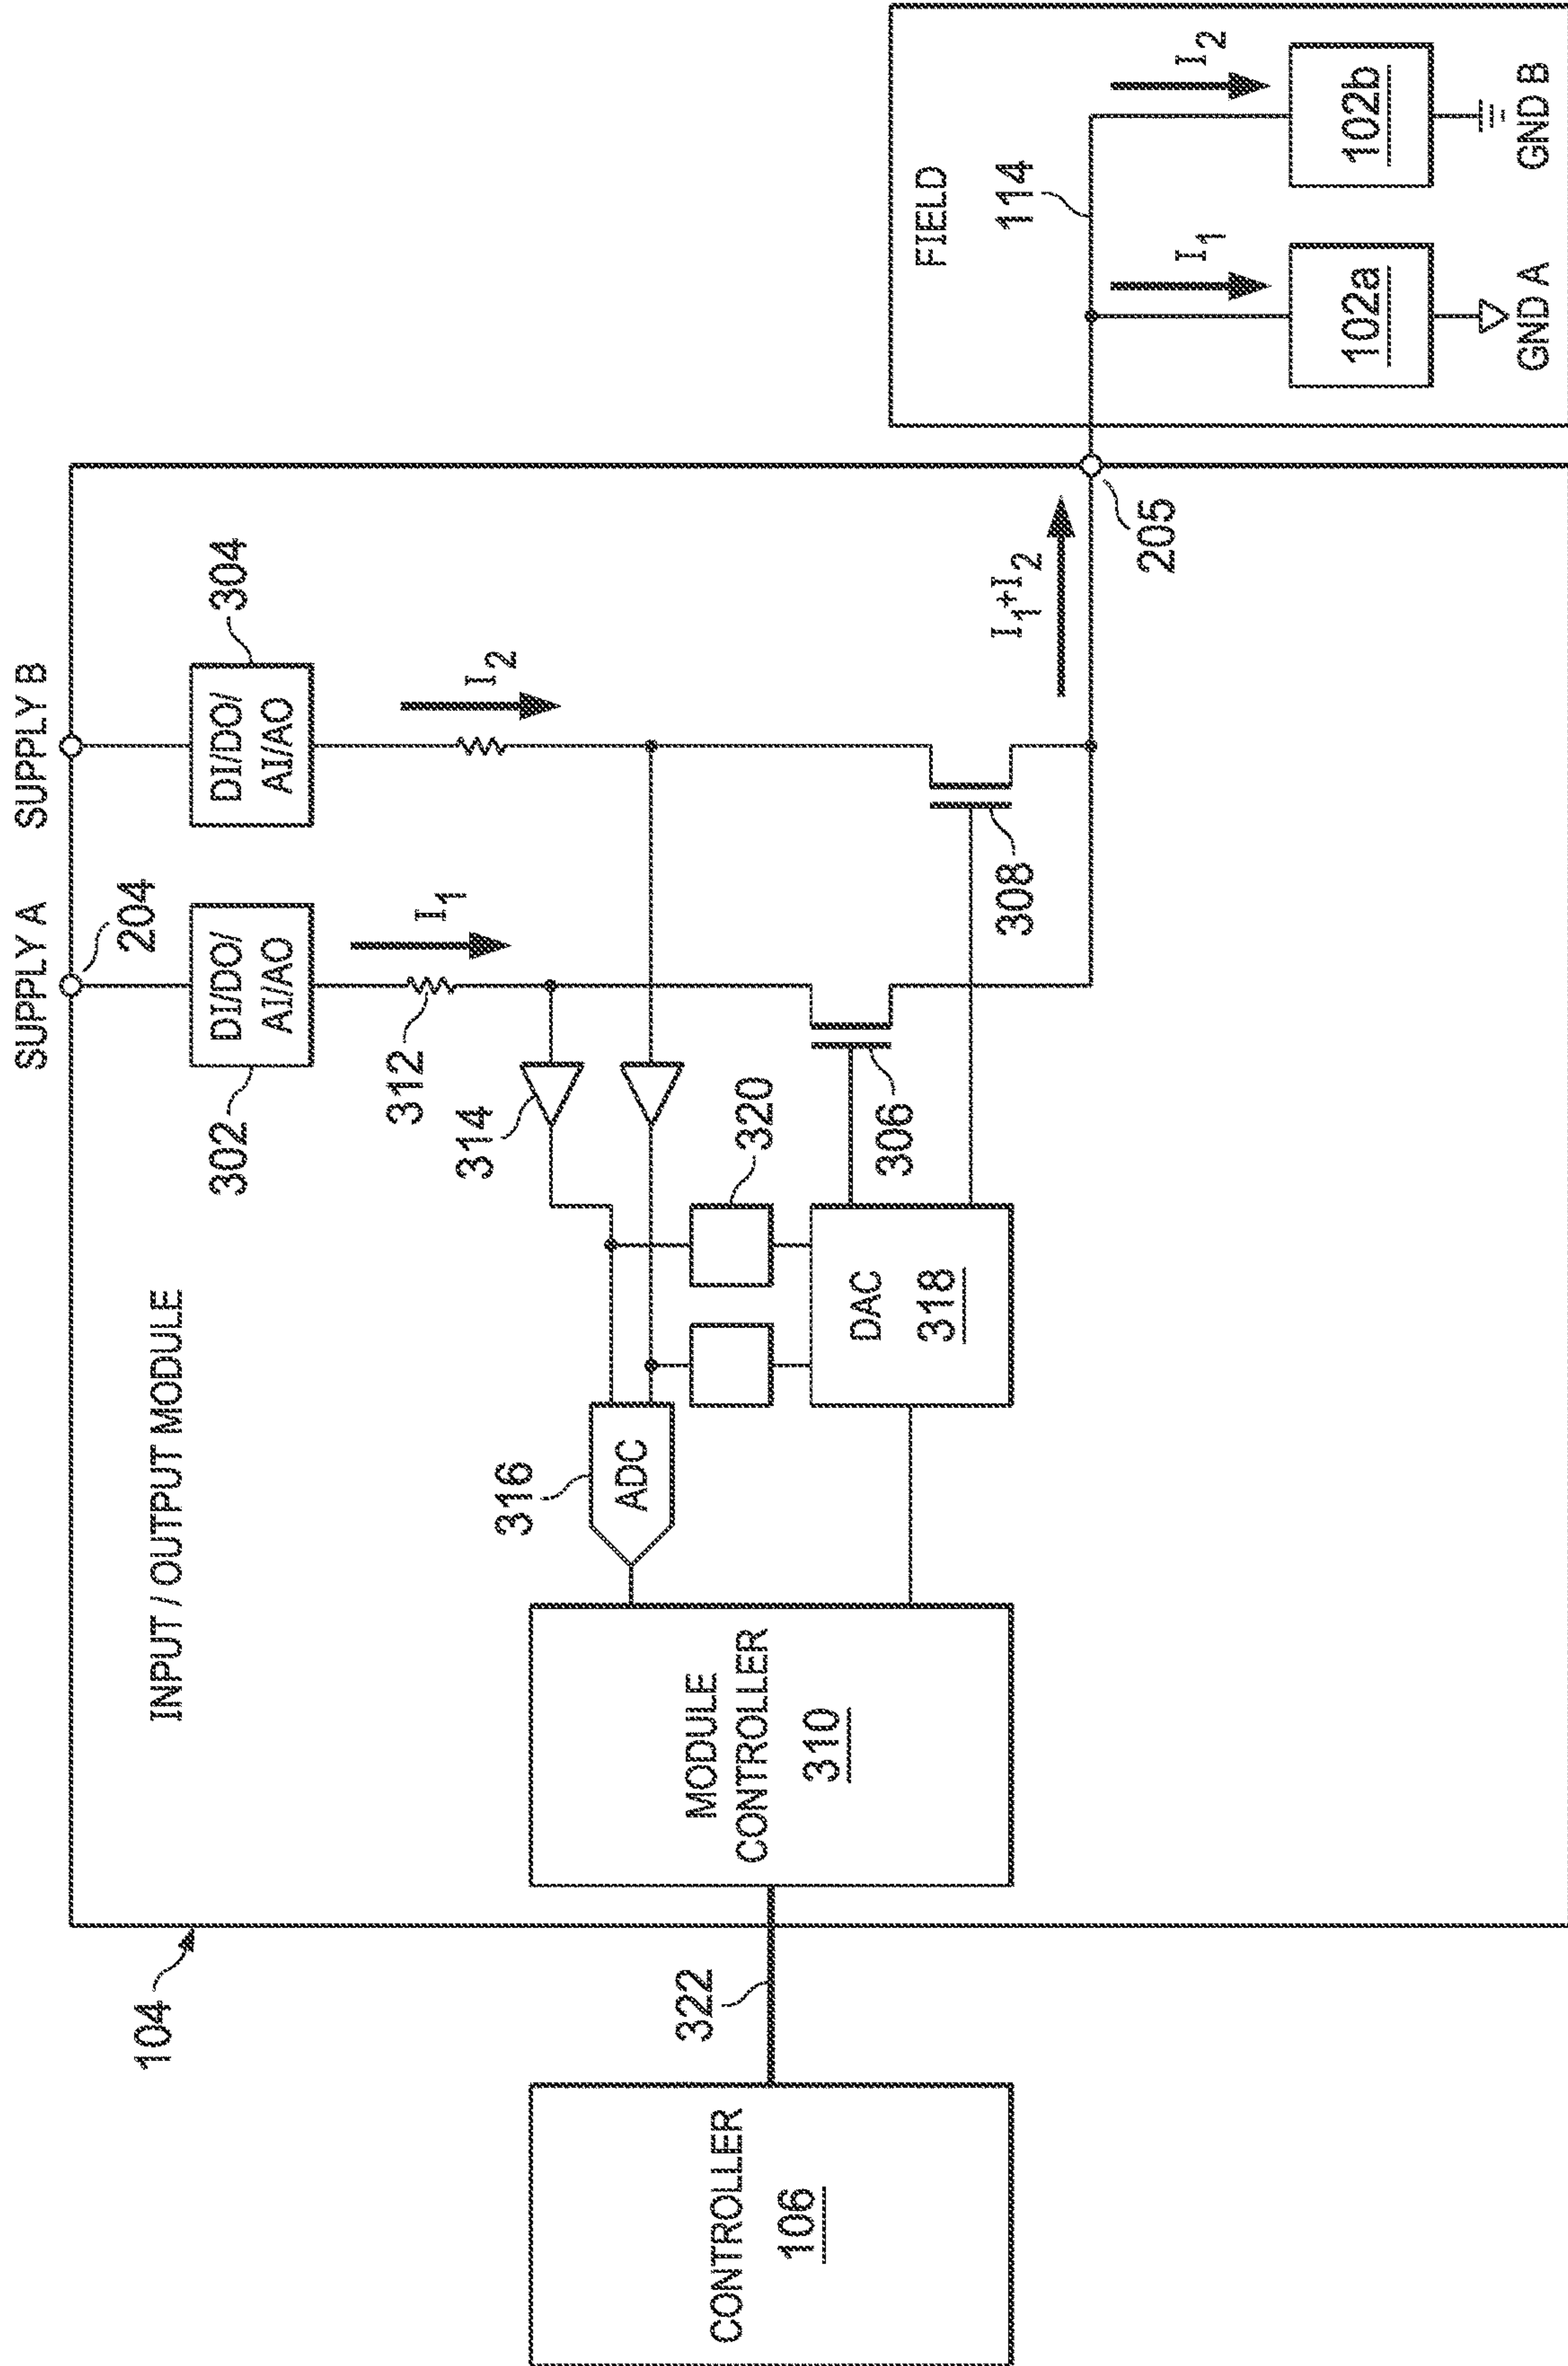 SUPPLY A
SUPPLY B
204
104
INPUT / OUTPUT MODULE
302
DI/DO/
AI/AO
DI/DO/
AI/AO
304
312
I1
I2
314
316
ADC
320
CONTROLLER
106
322
MODULE
CONTROLLER
310
DAC
318
306
308
I1+I2
205
FIELD
114
I1
I2
102a
102b
GND A
GND B